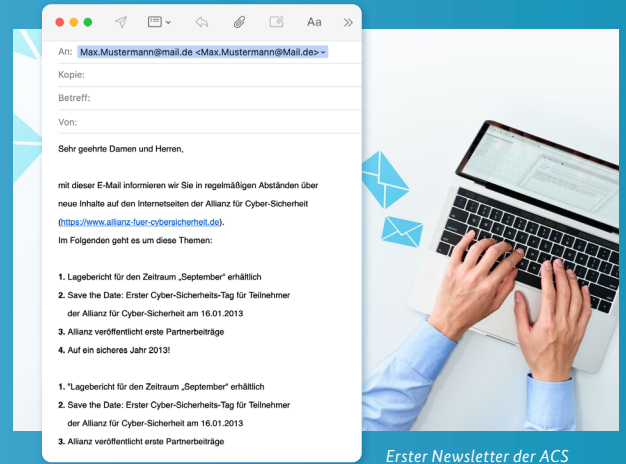 Aa
An: Max.Mustermann@mail.de <Max.Mustermann@Mail.de>
Kopie:
Betreff:
Von:
Sehr geehrte Damen und Herren,
mit dieser E-Mail informieren wir Sie in regelmäßigen Abständen über
neue Inhalte auf den Internetseiten der Allianz für Cyber-Sicherheit
(https://www.allianz-fuer-cybersicherheit.de).
Im Folgenden geht es um diese Themen:
1. Lagebericht für den Zeitraum „September“ erhältlich
2. Save the Date: Erster Cyber-Sicherheits-Tag für Teilnehmer
der Allianz für Cyber-Sicherheit am 16.01.2013
3. Allianz veröffentlicht erste Partnerbeiträge
4. Auf ein sicheres Jahr 2013!
1. "Lagebericht für den Zeitraum „September“ erhältlich
2. Save the Date: Erster Cyber-Sicherheits-Tag für Teilnehmer
der Allianz für Cyber-Sicherheit am 16.01.2013
3. Allianz veröffentlicht erste Partnerbeiträge
Erster Newsletter der ACS